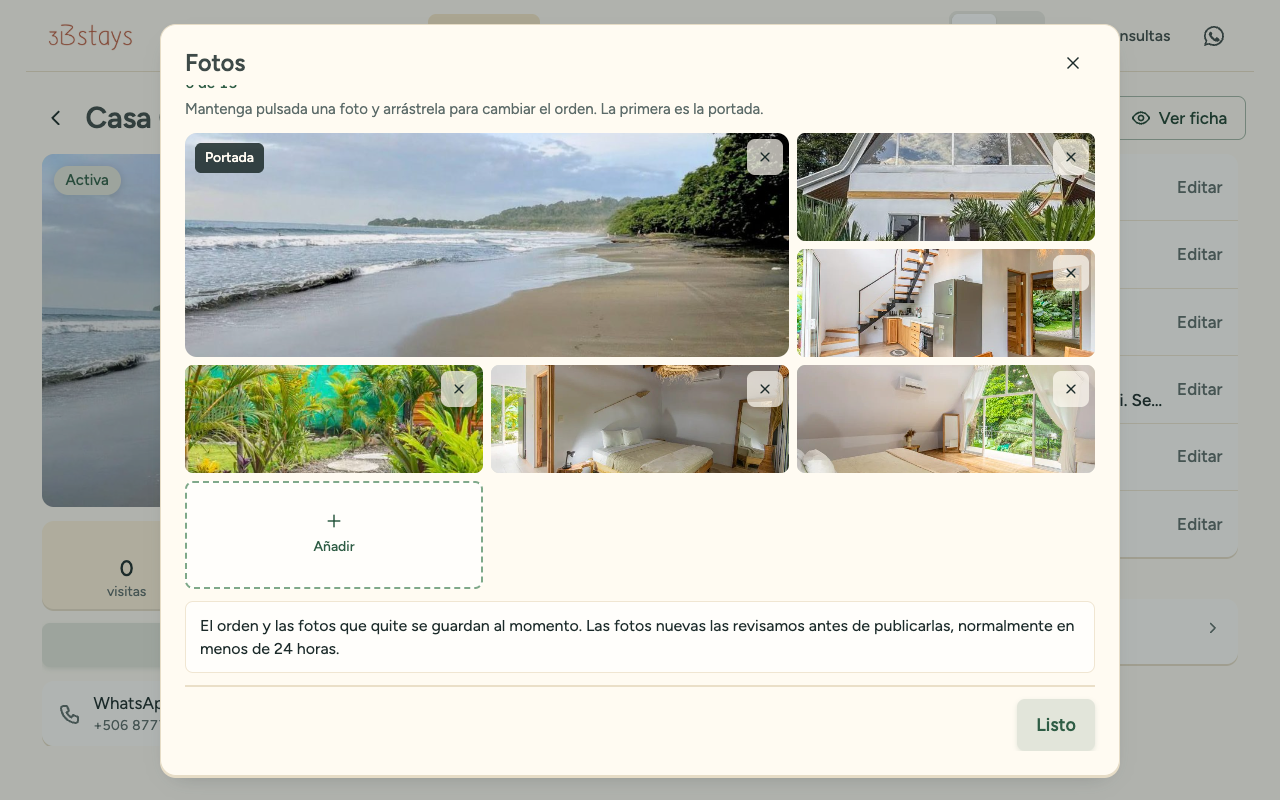 3Bstays
nsultas
Fotos
Casa
Ver ficha
Mantenga pulsada una foto y arrástrela para cambiar el orden. La primera es la portada.
Portada
Activa
Editar
Editar
Editar
Editar
i. Se...
Editar
Editar
Añadir
0
visitas
El orden y las fotos que quite se guardan al momento. Las fotos nuevas las revisamos antes de publicarlas, normalmente en
menos de 24 horas.
WhatsAp
+506 877
Listo